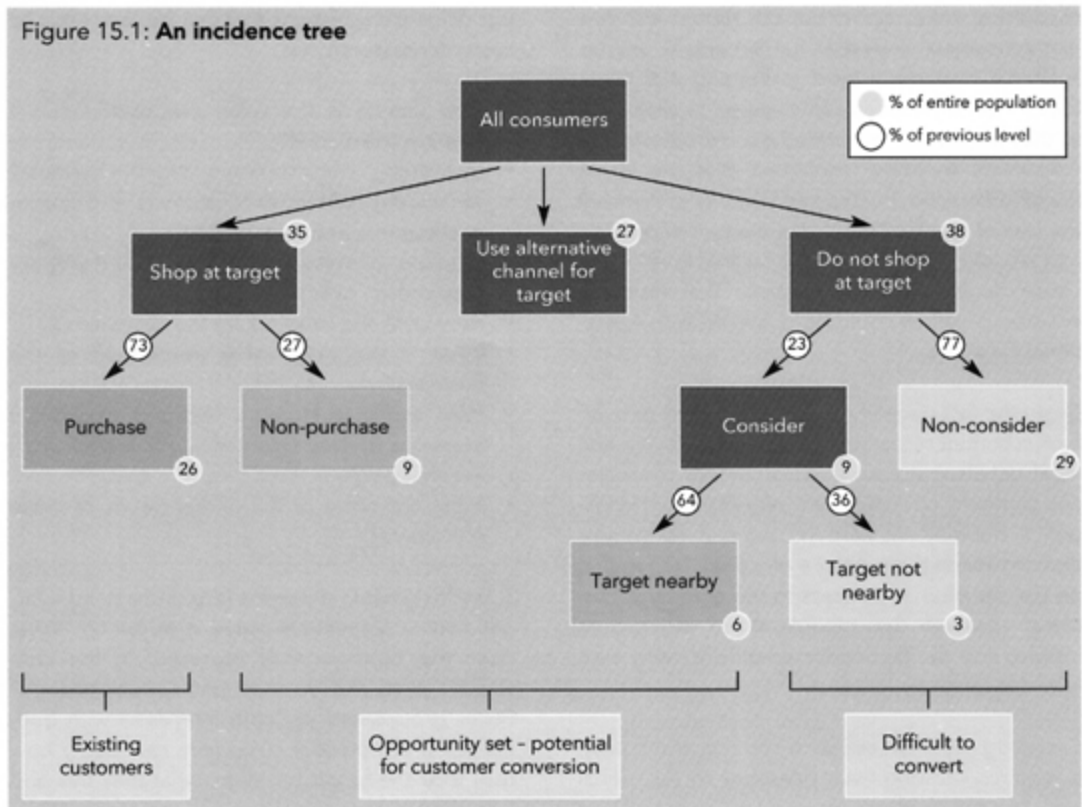 Figure 15.1: An incidence tree
All consumers
% of entire population
% of previous level
35
Shop at target
27
Use alternative
channel for
target
38
Do not shop
at target
73
27
23
77
Purchase
26
Non-purchase
9
Consider
9
Non-consider
29
64
36
Target nearby
6
Target not
nearby
3
Existing
customers
Opportunity set – potential
for customer conversion
Difficult to
convert